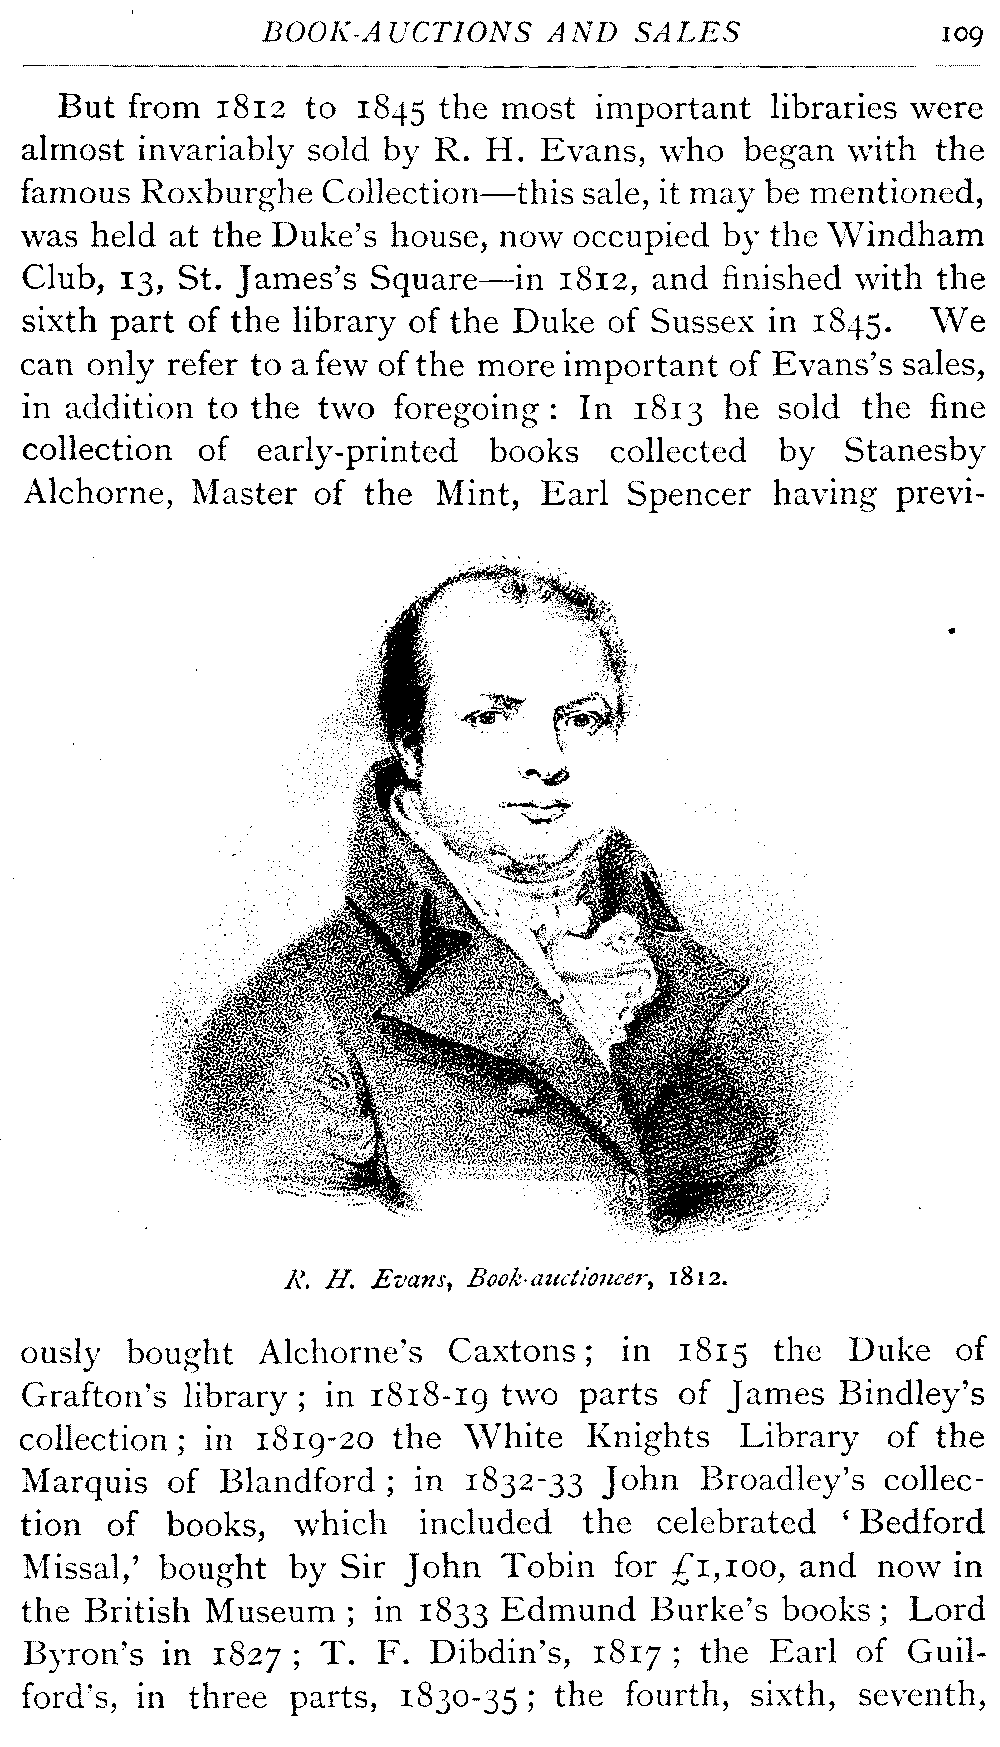 BOOK-AUCTIONS AND SALES 109
But from 1812 to 1845 the most important libraries were
almost invariably sold by R. H. Evans, who began with the
famous Roxburghe Collection—this sale, it may be mentioned,
was held at the Duke's house, now occupied by the Windham
Club, 13, St. James's Square—in 1812, and finished with the
sixth part of the library of the Duke of Sussex in 1845. We
can only refer to a few of the more important of Evans's sales,
in addition to the two foregoing: In 1813 he sold the fine
collection of early-printed books collected by Stanesby
Alchorne, Master of the Mint, Earl Spencer having previ-
R. H. Evans, Book-auctioneer, 1812.
ously bought Alchorne's Caxtons; in 1815 the Duke of
Grafton's library; in 1818-19 two parts of James Bindley's
collection; in 1819-20 the White Knights Library of the
Marquis of Blandford; in 1832-33 John Broadley's collec-
tion of books, which included the celebrated 'Bedford
Missal,' bought by Sir John Tobin for £1,100, and now in
the British Museum; in 1833 Edmund Burke's books; Lord
Byron's in 1827; T. F. Dibdin's, 1817; the Earl of Guil-
ford's, in three parts, 1830-35; the fourth, sixth, seventh,